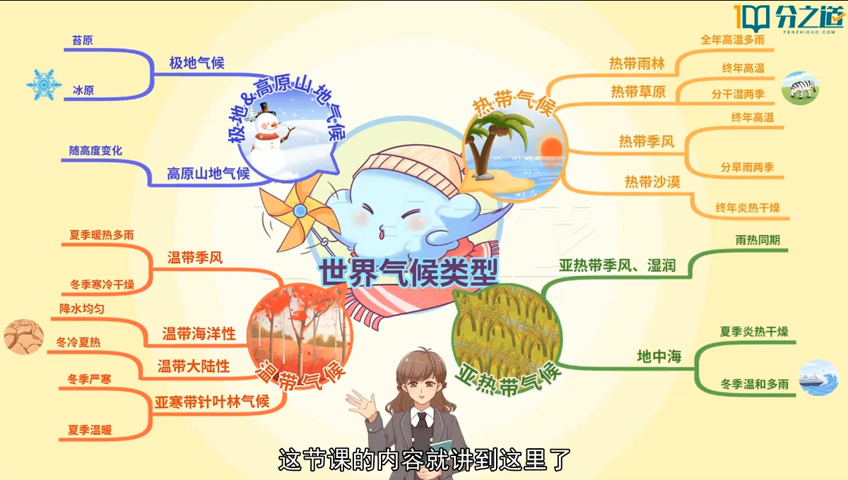 10分之道
FENZHIDAO.COM
苔原
极地气候
冰原
随高度变化
高原山地气候
极地&高原山地气候
热带气候
热带雨林
全年高温多雨
热带草原
终年高温
分干湿两季
热带季风
终年高温
分旱雨两季
热带沙漠
终年炎热干燥
世界气候类型
夏季暖热多雨
温带季风
冬季寒冷干燥
降水均匀
温带海洋性
冬冷夏热
温带大陆性
冬季严寒
亚寒带针叶林气候
夏季温暖
温带气候
亚热带气候
亚热带季风、湿润
雨热同期
地中海
夏季炎热干燥
冬季温和多雨
这节课的内容就讲到这里了